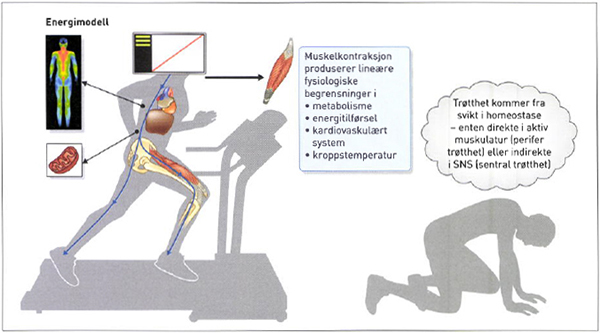 Energimodell
Muskelkontraksjon
produserer lineære
fysiologiske
begrensninger i
• metabolisme
• energitilførsel
• kardiovaskulært
system
• kroppstemperatur
Trøtthet kommer fra
svikt i homeostase
– enten direkte i aktiv
muskulatur (perifer
trøtthet) eller indirekte
i SNS (sentral trøtthet)